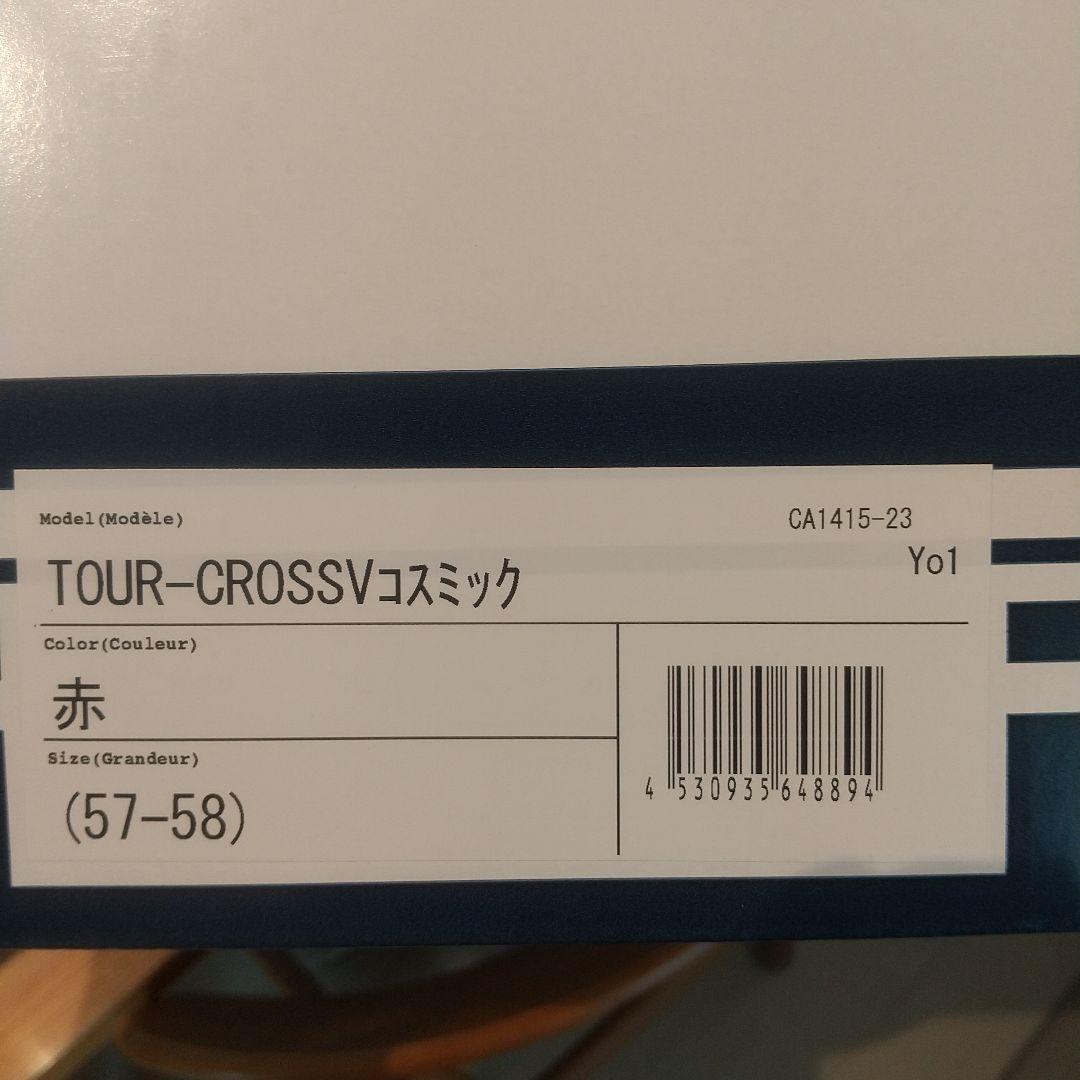 Model(Modèle)
CA1415-23
Yo1
TOUR-CROSSVコスミック
Color(Couleur)
赤
Size(Grandeur)
(57-58)
4 530935 648894